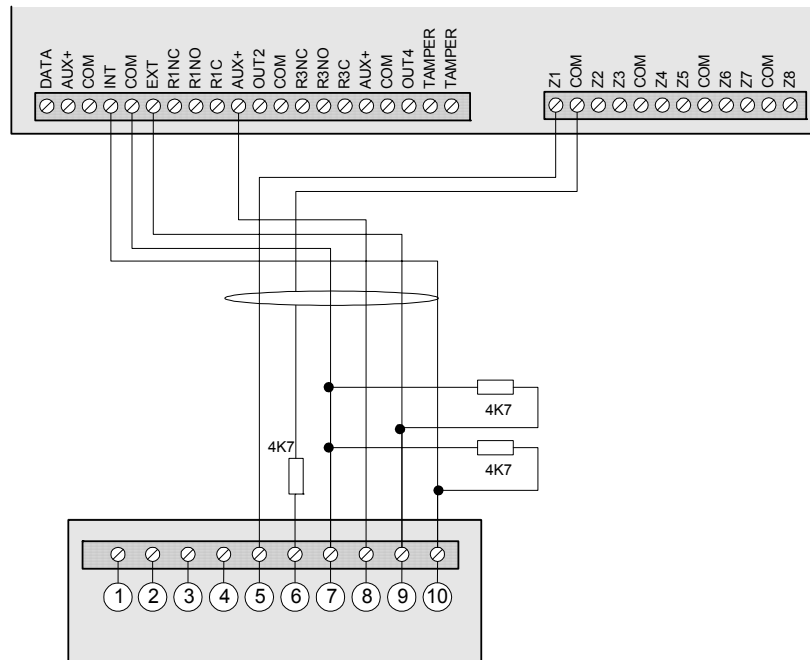 DATA
AUX+
COM
INT
COM
EXT
R1NC
R1NO
R1C
AUX+
OUT2
COM
R3NC
R3NO
R3C
AUX+
COM
OUT4
TAMPER
TAMPER
Z1
COM
Z2
Z3
COM
Z4
Z5
COM
Z6
Z7
COM
Z8
4K7
4K7
4K7
1
2
3
4
5
6
7
8
9
10